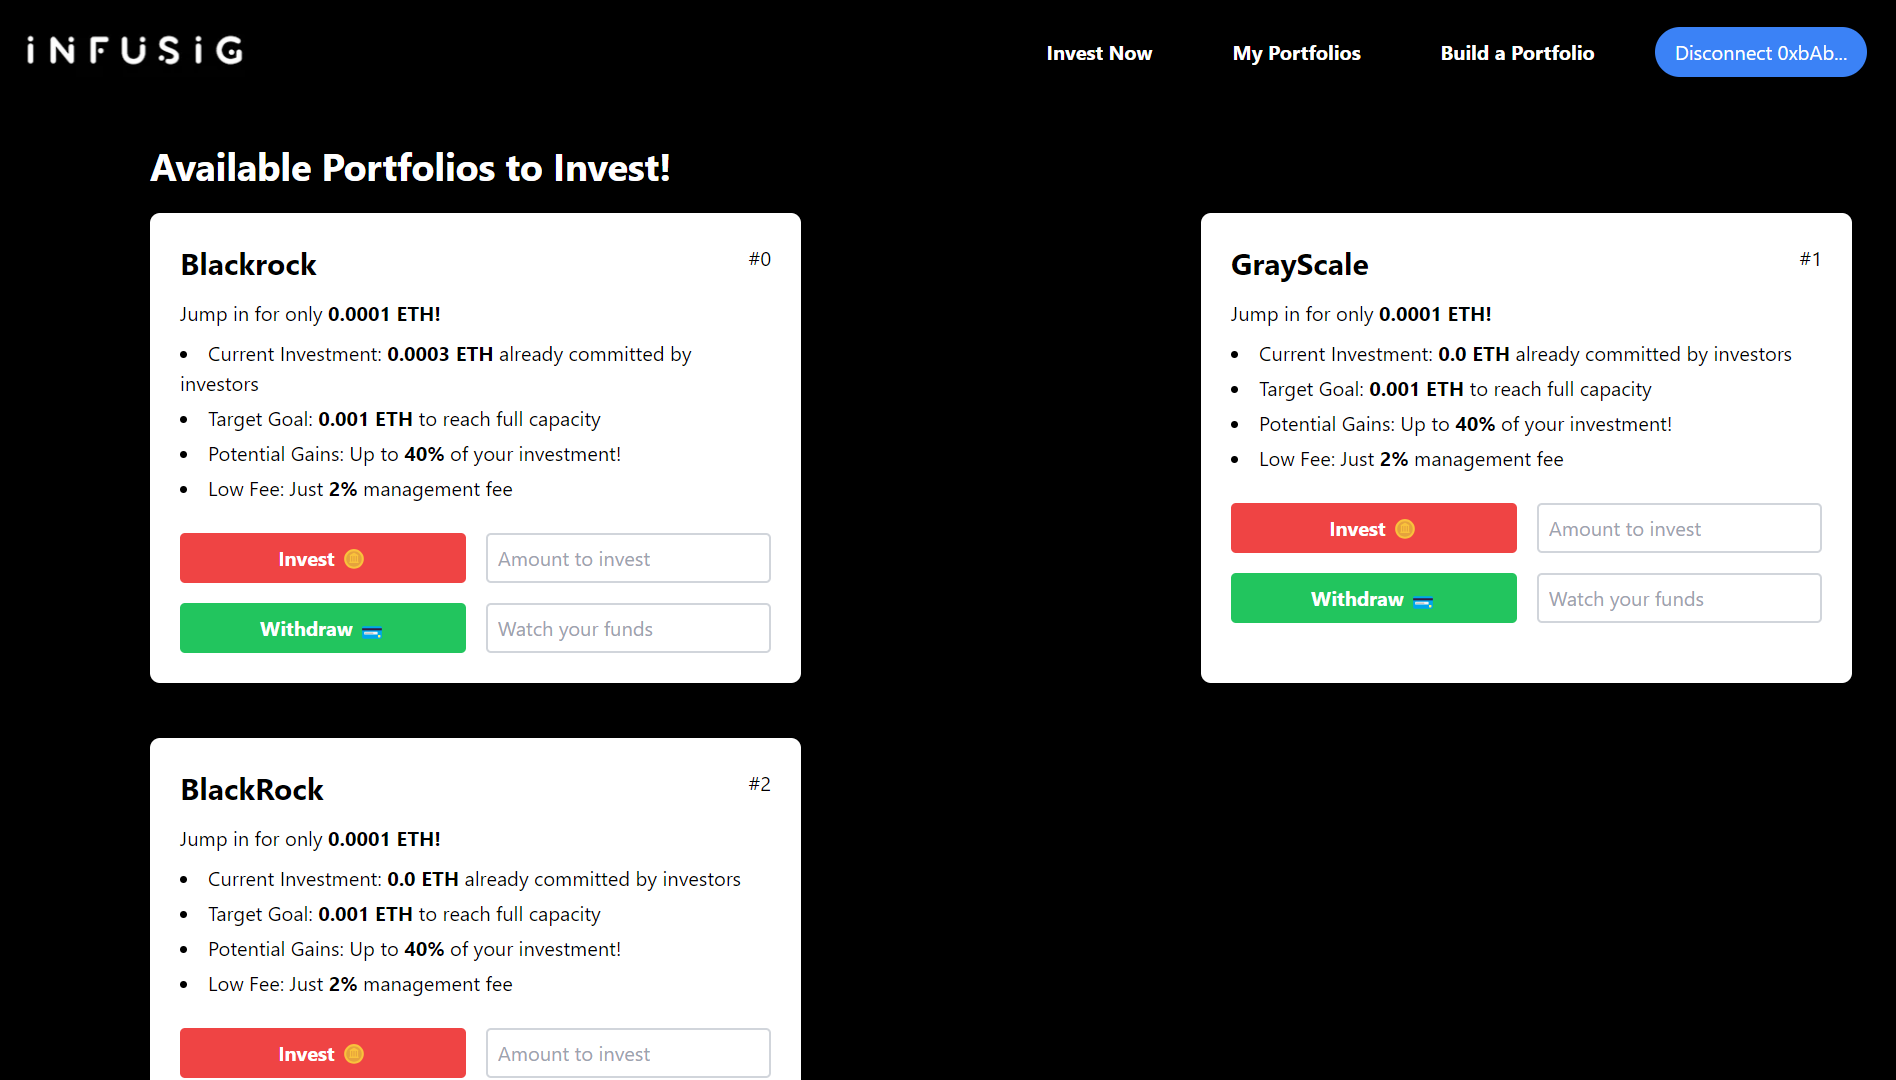 iNFUSiG
Invest Now
My Portfolios
Build a Portfolio
Disconnect 0xbAb...
Available Portfolios to Invest!
Blackrock
#0
Jump in for only 0.0001 ETH!
• Current Investment: 0.0003 ETH already committed by
investors
• Target Goal: 0.001 ETH to reach full capacity
• Potential Gains: Up to 40% of your investment!
• Low Fee: Just 2% management fee
Invest
Amount to invest
Withdraw
Watch your funds
GrayScale
#1
Jump in for only 0.0001 ETH!
• Current Investment: 0.0 ETH already committed by investors
• Target Goal: 0.001 ETH to reach full capacity
• Potential Gains: Up to 40% of your investment!
• Low Fee: Just 2% management fee
Invest
Amount to invest
Withdraw
Watch your funds
BlackRock
#2
Jump in for only 0.0001 ETH!
• Current Investment: 0.0 ETH already committed by investors
• Target Goal: 0.001 ETH to reach full capacity
• Potential Gains: Up to 40% of your investment!
• Low Fee: Just 2% management fee
Invest
Amount to invest